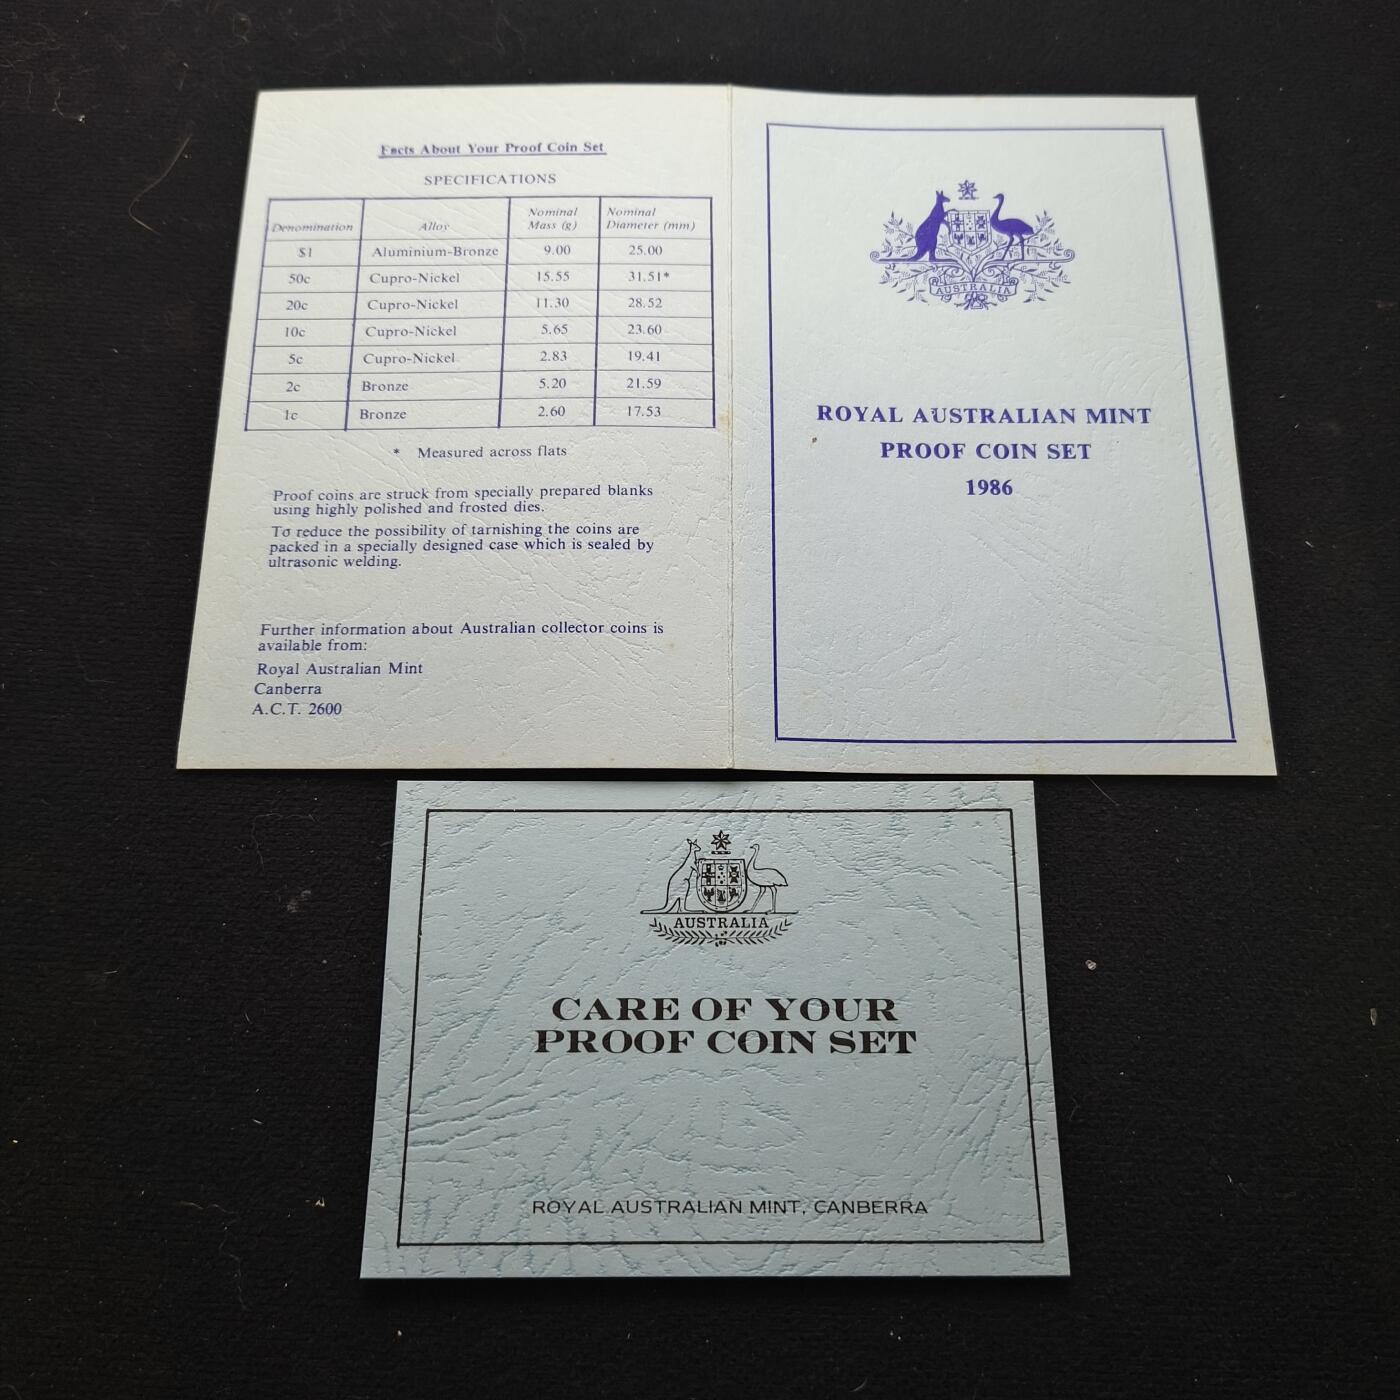 Facts About Your Proof Coin Set
SPECIFICATIONS
Denomination Alloy Nominal Mass (g) Nominal Diameter (mm)
$1 Aluminium-Bronze 9.00 25.00
50c Cupro-Nickel 15.55 31.51*
20c Cupro-Nickel 11.30 28.52
10c Cupro-Nickel 5.65 23.60
5c Cupro-Nickel 2.83 19.41
2c Bronze 5.20 21.59
1c Bronze 2.60 17.53
* Measured across flats
Proof coins are struck from specially prepared blanks
using highly polished and frosted dies.
To reduce the possibility of tarnishing the coins are
packed in a specially designed case which is sealed by
ultrasonic welding.
Further information about Australian collector coins is
available from:
Royal Australian Mint
Canberra
A.C.T. 2600
AUSTRALIA
ROYAL AUSTRALIAN MINT
PROOF COIN SET
1986
AUSTRALIA
CARE OF YOUR
PROOF COIN SET
ROYAL AUSTRALIAN MINT, CANBERRA